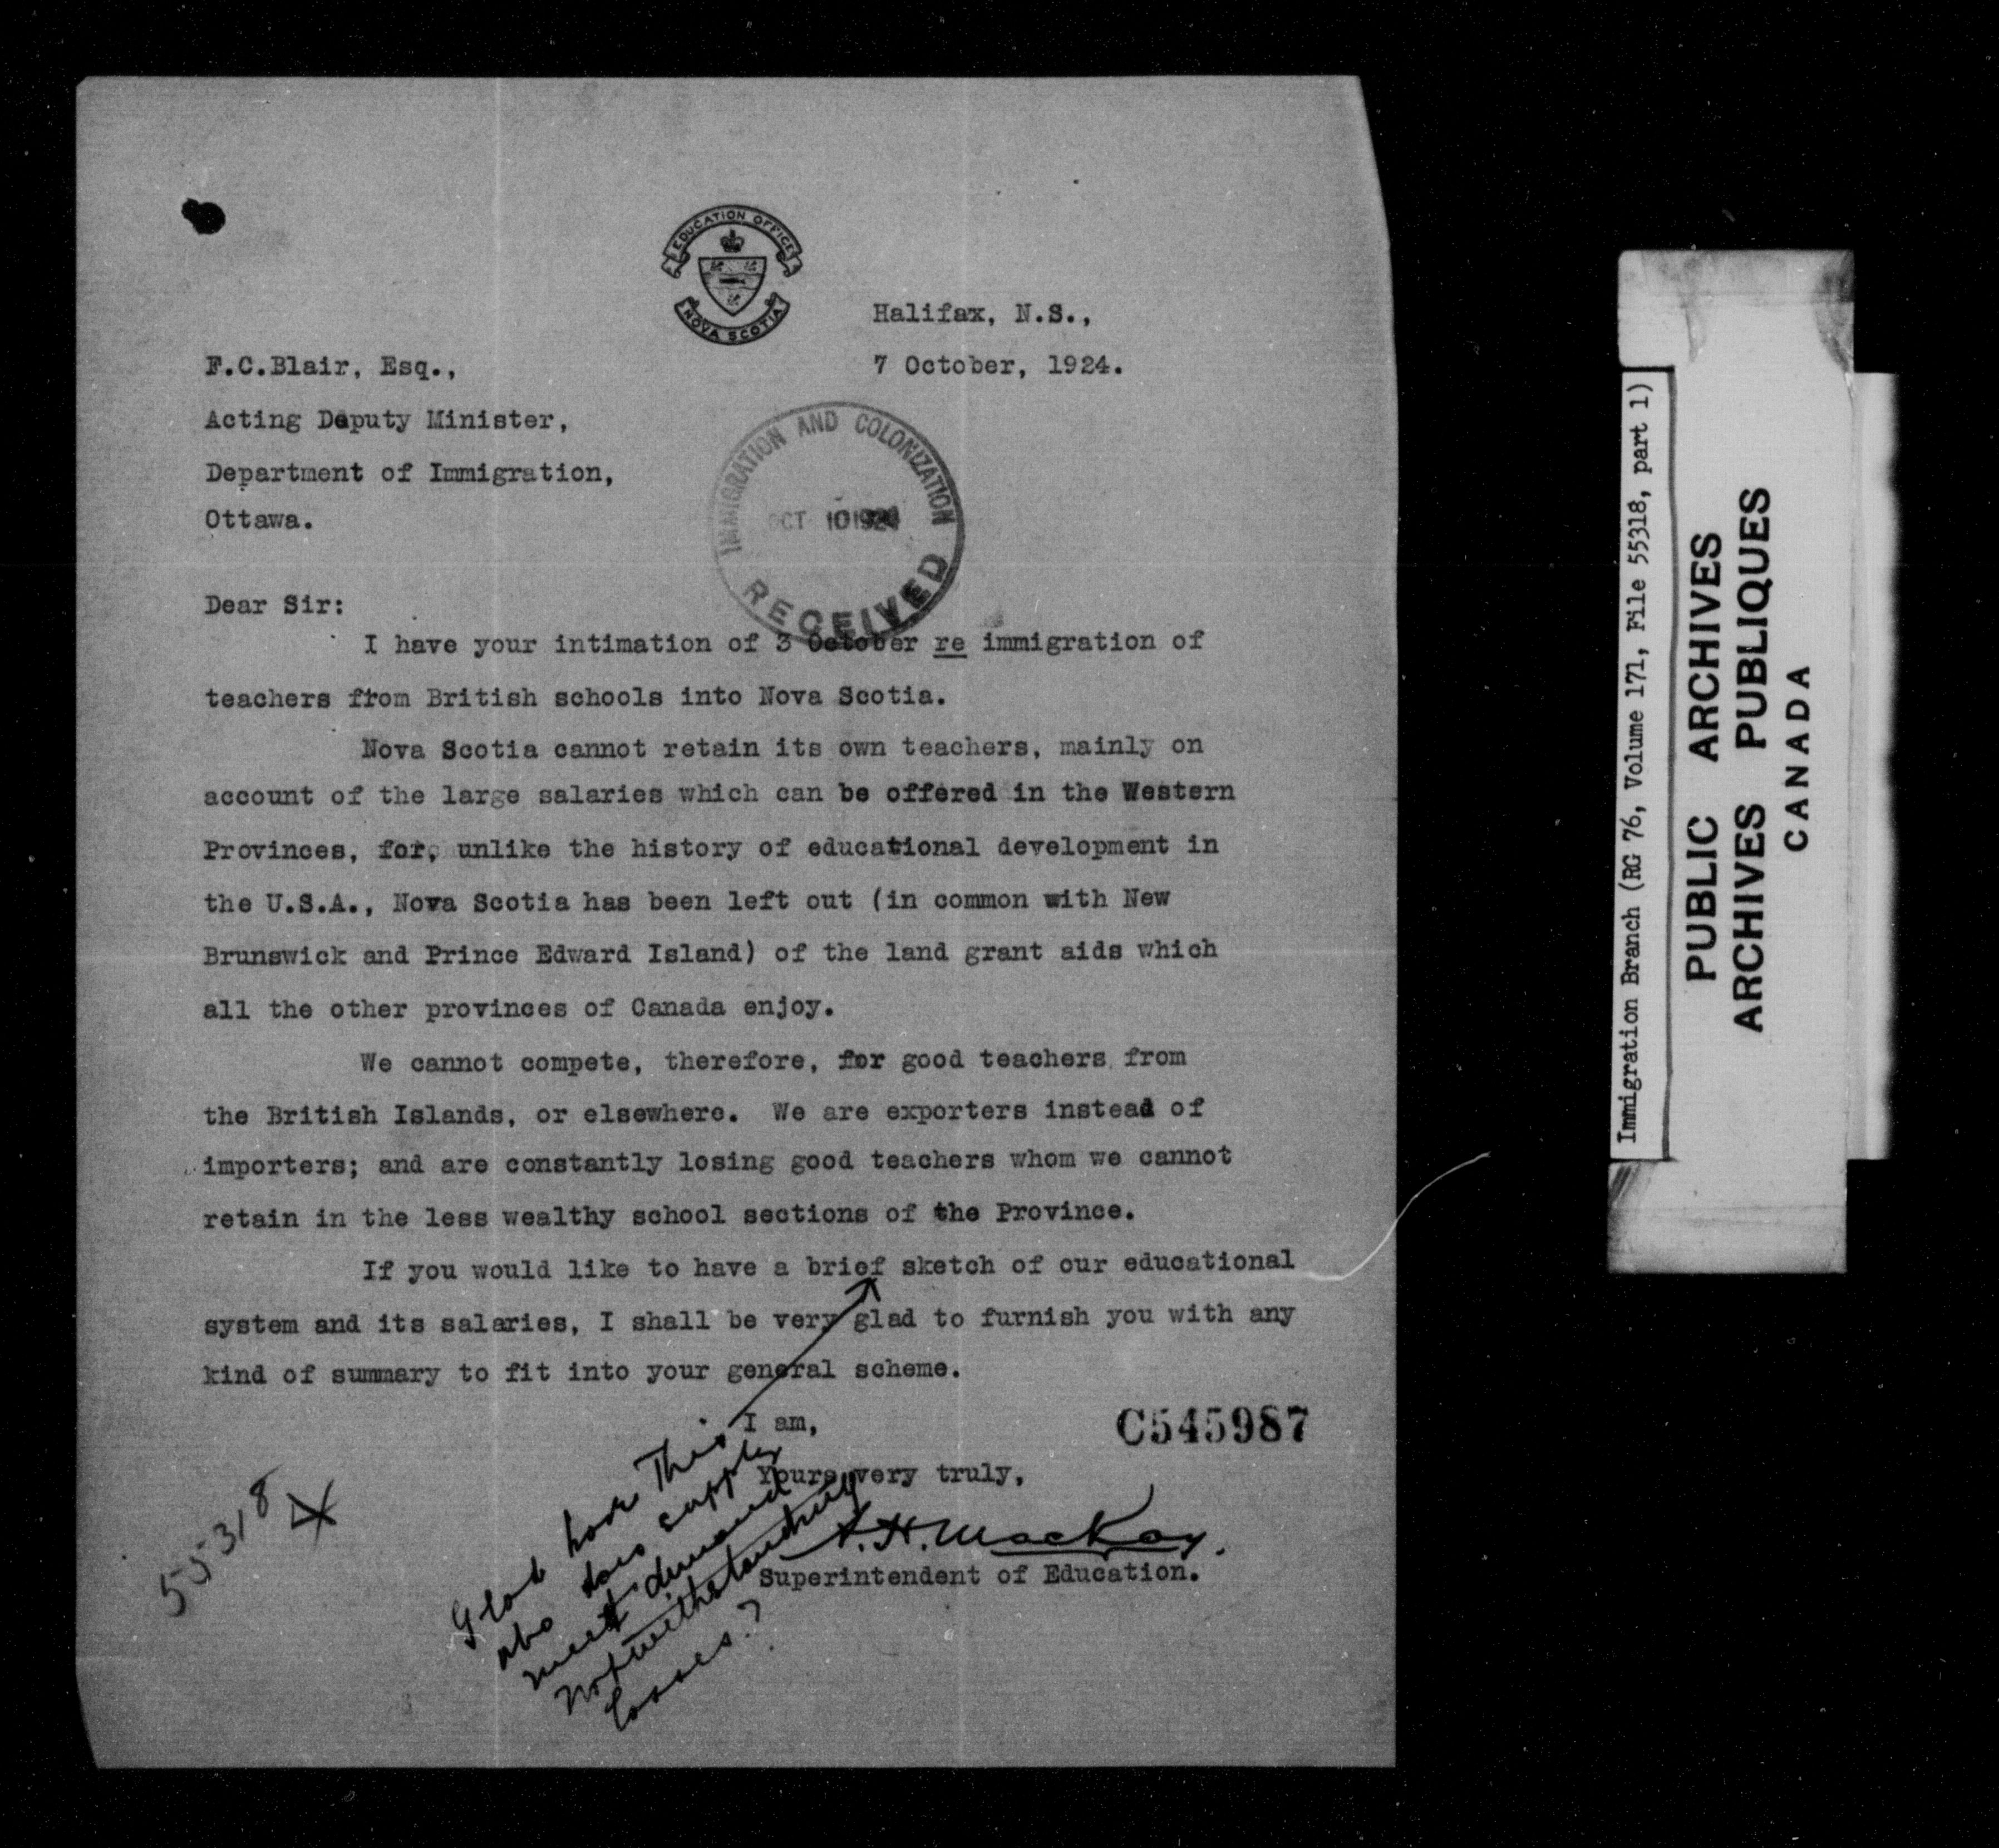 EDUCATION OFFICE
NOVA SCOTIA
Halifax, N.S.,
7 October, 1924.
F.C.Blair, Esq.,
Acting Deputy Minister,
Department of Immigration,
Ottawa.
IMMIGRATION AND COLONIZATION
OCT 10 1924
RECEIVED
Dear Sir:
I have your intimation of 3 October re immigration of
teachers from British schools into Nova Scotia.
Nova Scotia cannot retain its own teachers, mainly on
account of the large salaries which can be offered in the Western
Provinces, for, unlike the history of educational development in
the U.S.A., Nova Scotia has been left out (in common with New
Brunswick and Prince Edward Island) of the land grant aids which
all the other provinces of Canada enjoy.
We cannot compete, therefore, for good teachers from
the British Islands, or elsewhere. We are exporters instead of
importers; and are constantly losing good teachers whom we cannot
retain in the less wealthy school sections of the Province.
If you would like to have a brief sketch of our educational
system and its salaries, I shall be very glad to furnish you with any
kind of summary to fit into your general scheme.
I am,
C545987
Yours very truly,
A.H. MacKay.
Superintendent of Education.
Glad have This
also does supply
meet demand
notwithstanding
losses?
55318
Immigration Branch (RG 76, Volume 171, File 55318, part 1)
PUBLIC ARCHIVES
ARCHIVES PUBLIQUES
CANADA